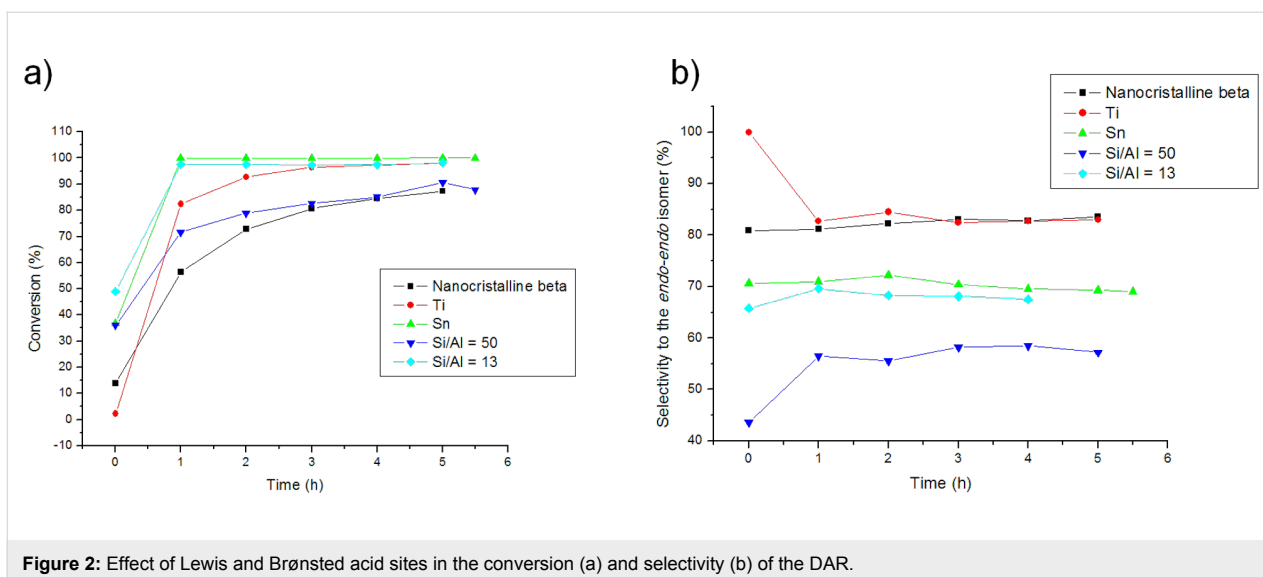 a)
Conversion (%)
110
100
90
80
70
60
50
40
30
20
10
0
-10
0 1 2 3 4 5 6
Time (h)
Nanocristalline beta
Ti
Sn
Si/Al = 50
Si/Al = 13
b)
Selectivity to the endo-endo isomer (%)
100
90
80
70
60
50
40
0 1 2 3 4 5 6
Time (h)
Nanocristalline beta
Ti
Sn
Si/Al = 50
Si/Al = 13
Figure 2: Effect of Lewis and Brønsted acid sites in the conversion (a) and selectivity (b) of the DAR.